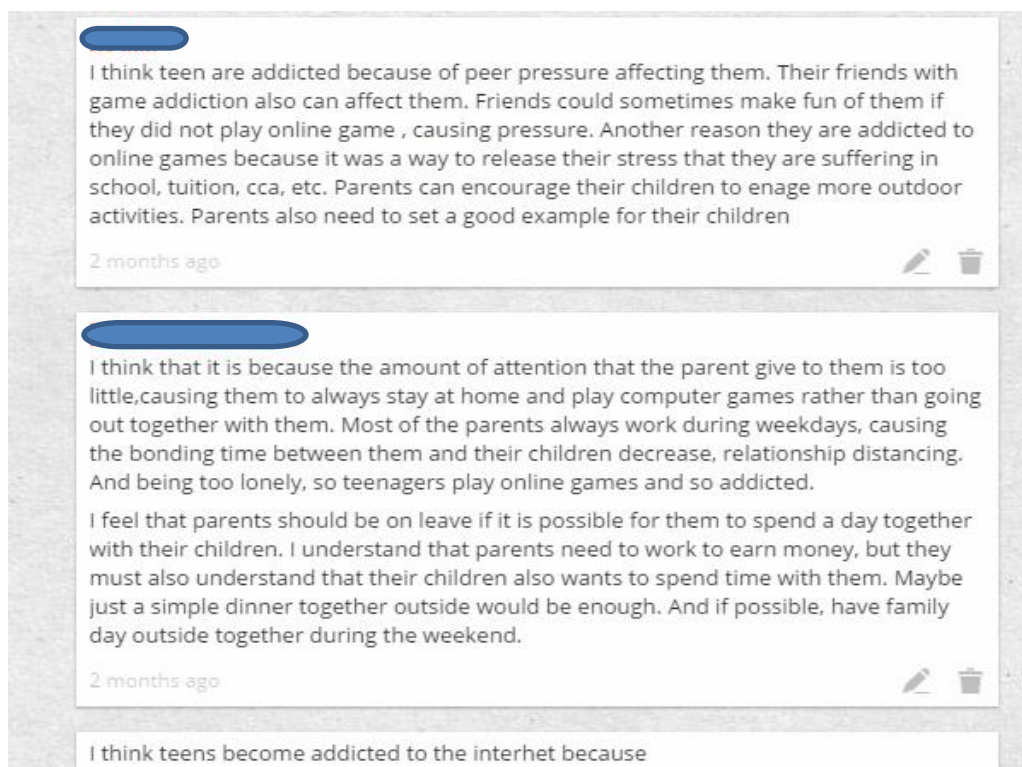 I think teen are addicted because of peer pressure affecting them. Their friends with
game addiction also can affect them. Friends could sometimes make fun of them if
they did not play online game , causing pressure. Another reason they are addicted to
online games because it was a way to release their stress that they are suffering in
school, tuition, cca, etc. Parents can encourage their children to enage more outdoor
activities. Parents also need to set a good example for their children
2 months ago
I think that it is because the amount of attention that the parent give to them is too
little,causing them to always stay at home and play computer games rather than going
out together with them. Most of the parents always work during weekdays, causing
the bonding time between them and their children decrease, relationship distancing.
And being too lonely, so teenagers play online games and so addicted.
I feel that parents should be on leave if it is possible for them to spend a day together
with their children. I understand that parents need to work to earn money, but they
must also understand that their children also wants to spend time with them. Maybe
just a simple dinner together outside would be enough. And if possible, have family
day outside together during the weekend.
2 months ago
I think teens become addicted to the interhet because